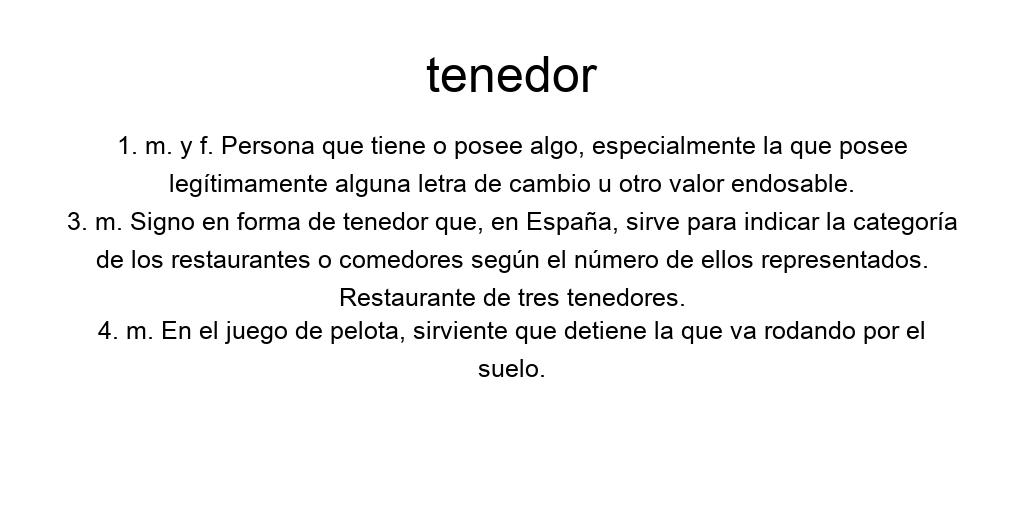 tenedor
1. m. y f. Persona que tiene o posee algo, especialmente la que posee
legítimamente alguna letra de cambio u otro valor endosable.
3. m. Signo en forma de tenedor que, en España, sirve para indicar la categoría
de los restaurantes o comedores según el número de ellos representados.
Restaurante de tres tenedores.
4. m. En el juego de pelota, sirviente que detiene la que va rodando por el
suelo.